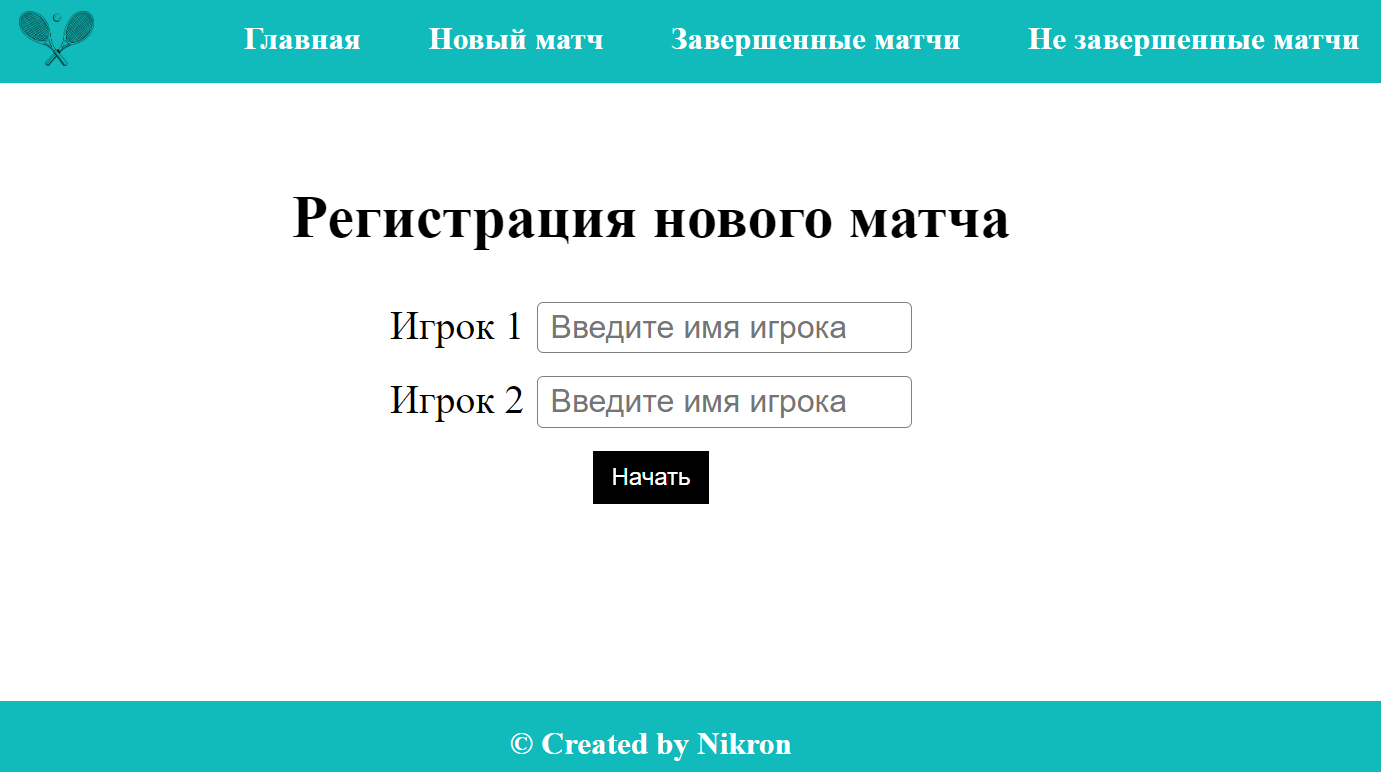 Главная Новый матч Завершенные матчи Не завершенные матчи
Регистрация нового матча
Игрок 1 Введите имя игрока
Игрок 2 Введите имя игрока
Начать
© Created by Nikron